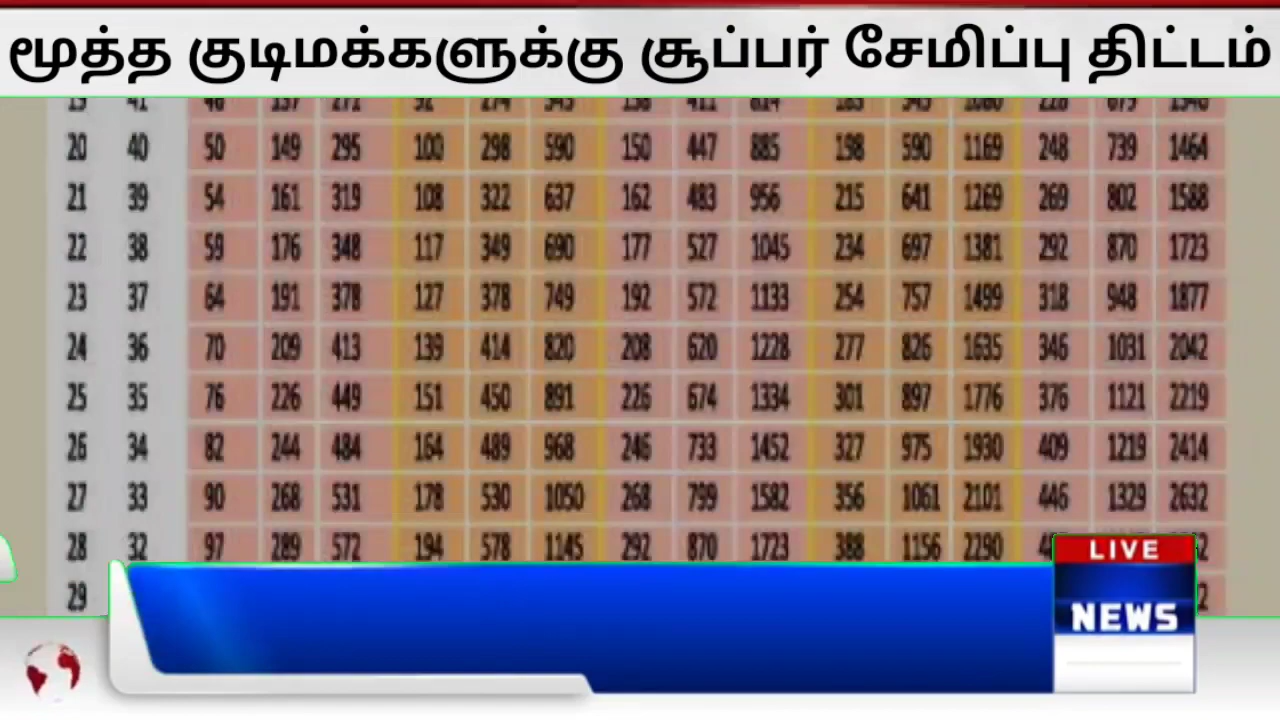 மூத்த குடிமக்களுக்கு சூப்பர் சேமிப்பு திட்டம்
20 40 50 149 295 100 298 590 150 447 885 198 590 1169 248 739 1464
21 39 54 161 319 108 322 637 162 483 956 215 641 1269 269 802 1588
22 38 59 176 348 117 349 690 177 527 1045 234 697 1381 292 870 1723
23 37 64 191 378 127 378 749 192 572 1133 254 757 1499 318 948 1877
24 36 70 209 413 139 414 820 208 620 1228 277 826 1635 346 1031 2042
25 35 76 226 449 151 450 891 226 674 1334 301 897 1776 376 1121 2219
26 34 82 244 484 164 489 968 246 733 1452 327 975 1930 409 1219 2414
27 33 90 268 531 178 530 1050 268 799 1582 356 1061 2101 446 1329 2632
28 32 97 289 572 194 578 1145 292 870 1723 388 1156 2290
29
LIVE
NEWS